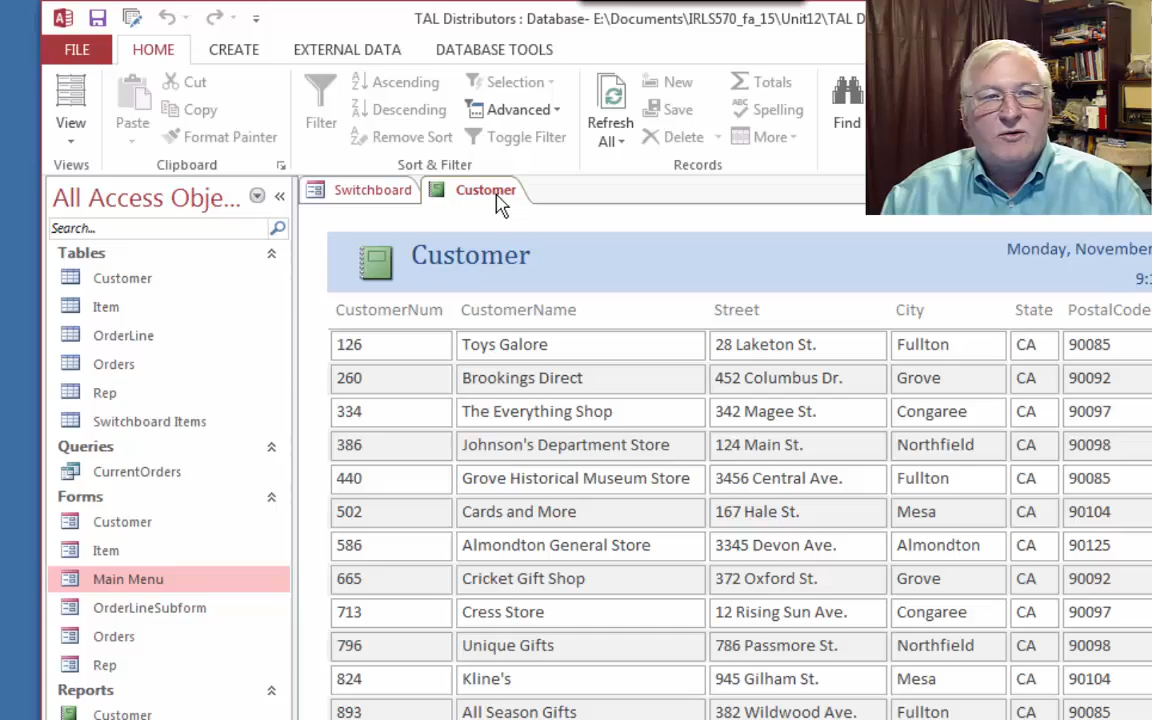 TAL Distributors : Database- E:\Documents\IRLS570_fa_15\Unit12\TAL D
FILE HOME CREATE EXTERNAL DATA DATABASE TOOLS
View
Views
Paste
Cut
Copy
Format Painter
Clipboard
Filter
Ascending
Descending
Remove Sort
Selection
Advanced
Toggle Filter
Sort & Filter
Refresh
All
New
Save
Delete
Totals
Spelling
More
Records
Find
All Access Obje...
Search...
Tables
Customer
Item
OrderLine
Orders
Rep
Switchboard Items
Queries
CurrentOrders
Forms
Customer
Item
Main Menu
OrderLineSubform
Orders
Rep
Reports
Customer
Switchboard Customer
Customer
Monday, November
9:
CustomerNum CustomerName Street City State PostalCode
126 Toys Galore 28 Laketon St. Fullton CA 90085
260 Brookings Direct 452 Columbus Dr. Grove CA 90092
334 The Everything Shop 342 Magee St. Congaree CA 90097
386 Johnson's Department Store 124 Main St. Northfield CA 90098
440 Grove Historical Museum Store 3456 Central Ave. Fullton CA 90085
502 Cards and More 167 Hale St. Mesa CA 90104
586 Almondton General Store 3345 Devon Ave. Almondton CA 90125
665 Cricket Gift Shop 372 Oxford St. Grove CA 90092
713 Cress Store 12 Rising Sun Ave. Congaree CA 90097
796 Unique Gifts 786 Passmore St. Northfield CA 90098
824 Kline's 945 Gilham St. Mesa CA 90104
893 All Season Gifts 382 Wildwood Ave. Fullton CA 90085